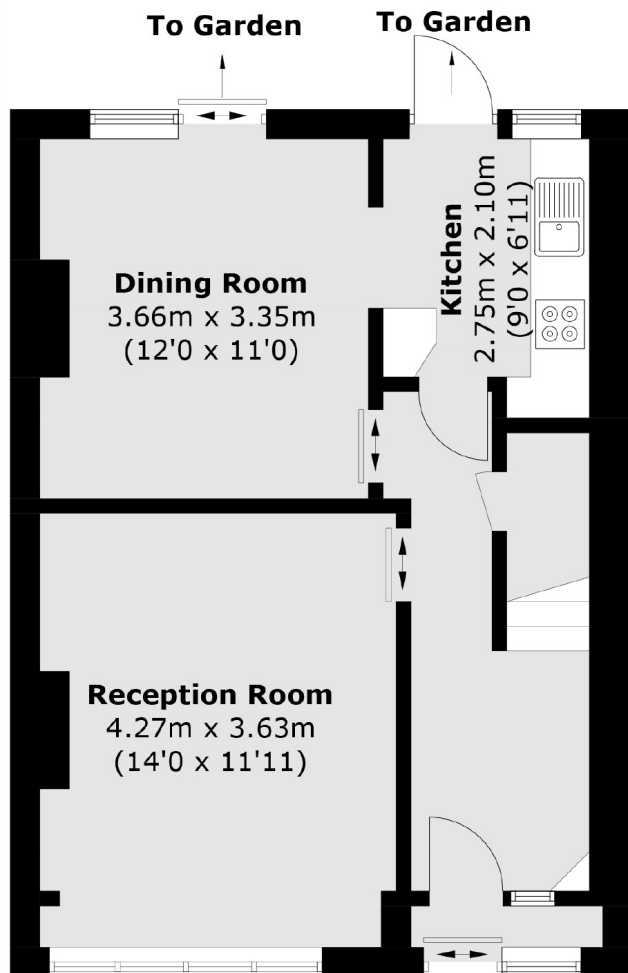 To Garden
To Garden
Dining Room
3.66m x 3.35m
(12'0 x 11'0)
Kitchen
2.75m x 2.10m
(9'0 x 6'11)
Reception Room
4.27m x 3.63m
(14'0 x 11'11)